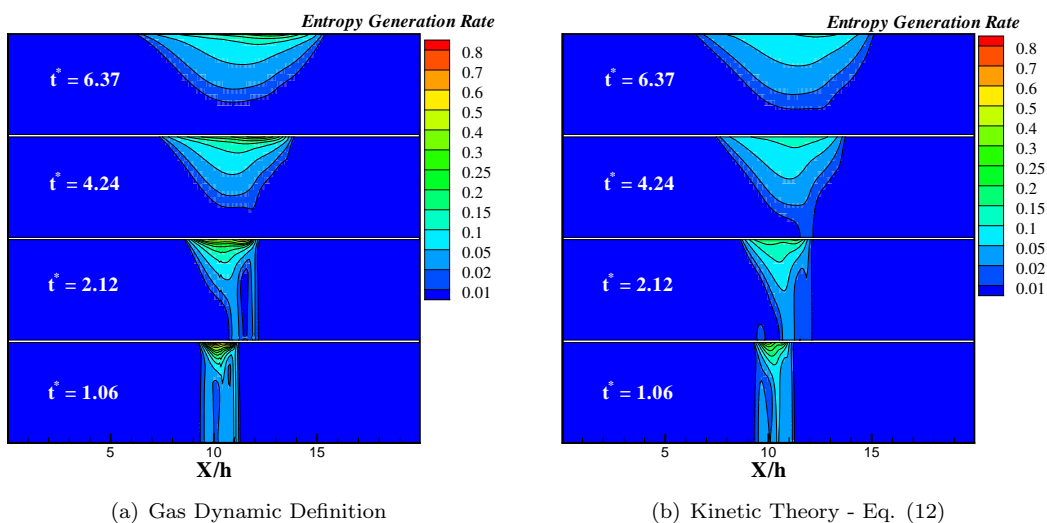 Entropy Generation Rate
t* = 6.37
t* = 4.24
t* = 2.12
t* = 1.06
0.8
0.7
0.6
0.5
0.4
0.3
0.2
0.15
0.1
0.05
0.02
0.01
5
10
15
X/h
(a) Gas Dynamic Definition
Entropy Generation Rate
t* = 6.37
t* = 4.24
t* = 2.12
t* = 1.06
0.8
0.7
0.6
0.5
0.4
0.3
0.2
0.15
0.1
0.05
0.02
0.01
5
10
15
X/h
(b) Kinetic Theory - Eq. (12)